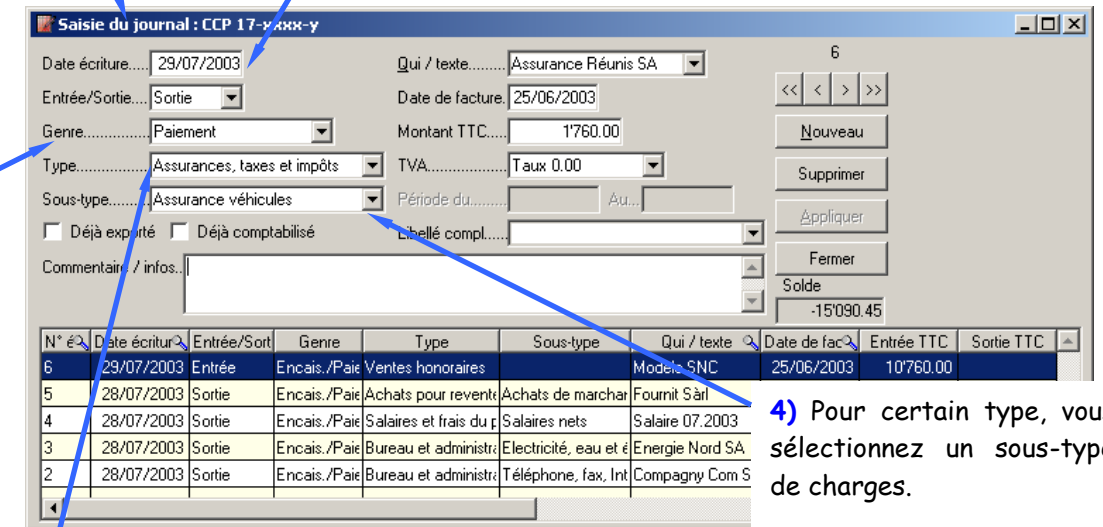 Saisie du journal : CCP 17-xxxx-y
Date écriture..... 29/07/2003 Qui / texte......... Assurance Réunis SA 6
Entrée/Sortie.... Sortie Date de facture. 25/06/2003 << < > >>
Genre............... Paiement Montant TTC..... 1'760.00 Nouveau
Type................. Assurances, taxes et impôts TVA.................. Taux 0.00 Supprimer
Sous-type......... Assurance véhicules Période du......... Au... Appliquer
Déjà exporté Déjà comptabilisé Libellé compl...... Fermer
Commentaire / infos..
Solde
-15'090.45
N° é Date écritur Entrée/Sort Genre Type Sous-type Qui / texte Date de fac Entrée TTC Sortie TTC
6 29/07/2003 Entrée Encais./Paie Ventes honoraires Modèle SNC 25/06/2003 10'760.00
5 28/07/2003 Sortie Encais./Paie Achats pour revente Achats de marchar Fournit Sàrl
4 28/07/2003 Sortie Encais./Paie Salaires et frais du p Salaires nets Salaire 07.2003
3 28/07/2003 Sortie Encais./Paie Bureau et administra Electricité, eau et é Energie Nord SA
2 28/07/2003 Sortie Encais./Paie Bureau et administra Téléphone, fax, Int Compagny Com S
4) Pour certain type, vou
sélectionnez un sous-type
de charges.